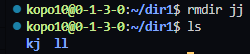 kopo10@0-1-3-0:~/dir1$ rmdir jj
kopo10@0-1-3-0:~/dir1$ ls
kj ll